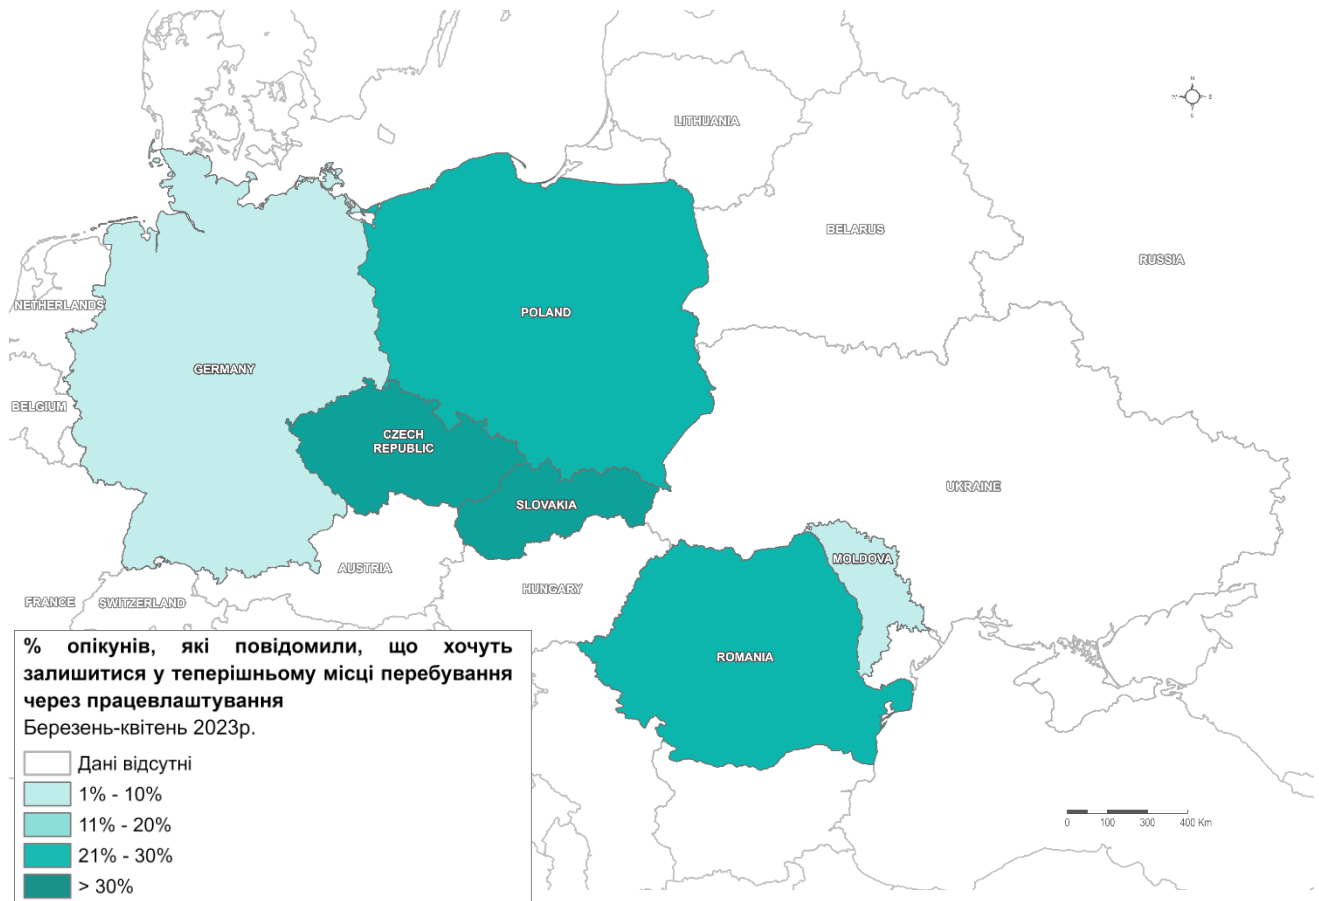 N
W
E
S
LITHUANIA
BELARUS
RUSSIA
NETHERLANDS
POLAND
GERMANY
BELGIUM
CZECH
REPUBLIC
UKRAINE
SLOVAKIA
MOLDOVA
AUSTRIA
HUNGARY
FRANCE
SWITZERLAND
ROMANIA
% опікунів, які повідомили, що хочуть
залишитися у теперішньому місці перебування
через працевлаштування
Березень-квітень 2023р.
Дані відсутні
1% - 10%
11% - 20%
21% - 30%
> 30%
0 100 300 400 Km